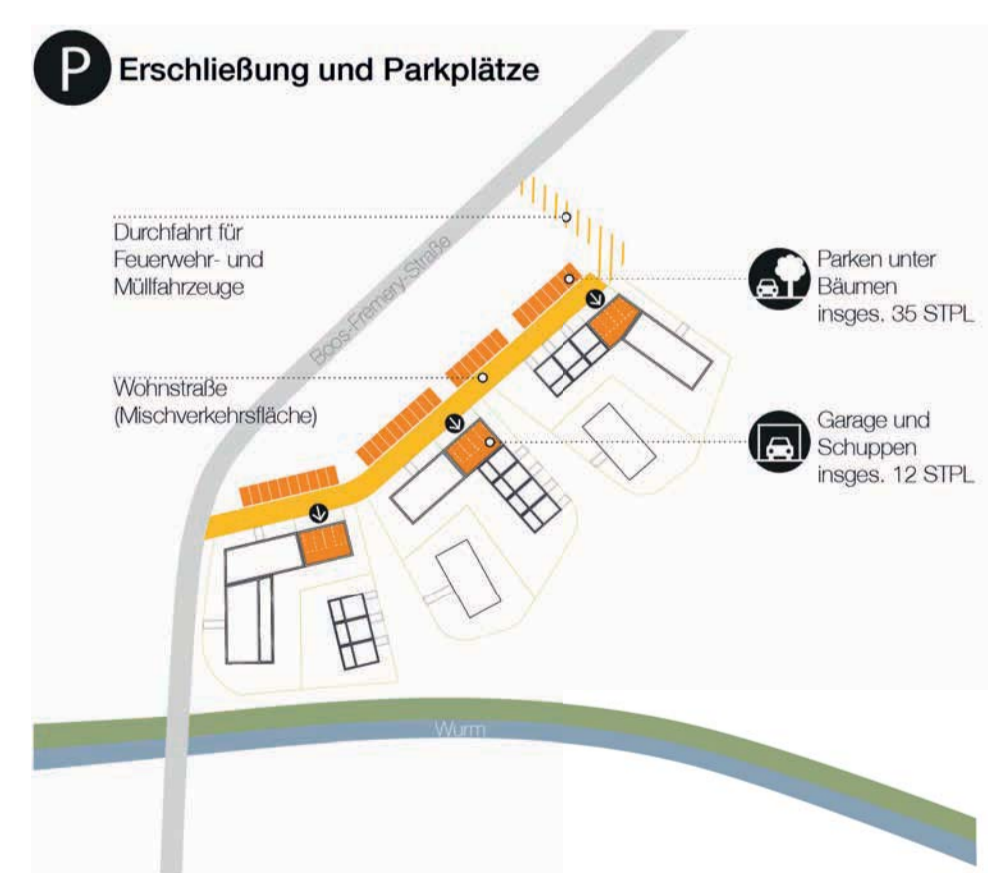 P
Erschließung und Parkplätze
Durchfahrt für
Feuerwehr- und
Müllfahrzeuge
Boos-Fremery-Straße
Parken unter
Bäumen
insges. 35 STPL
Wohnstraße
(Mischverkehrsfläche)
Garage und
Schuppen
insges. 12 STPL
Wurm